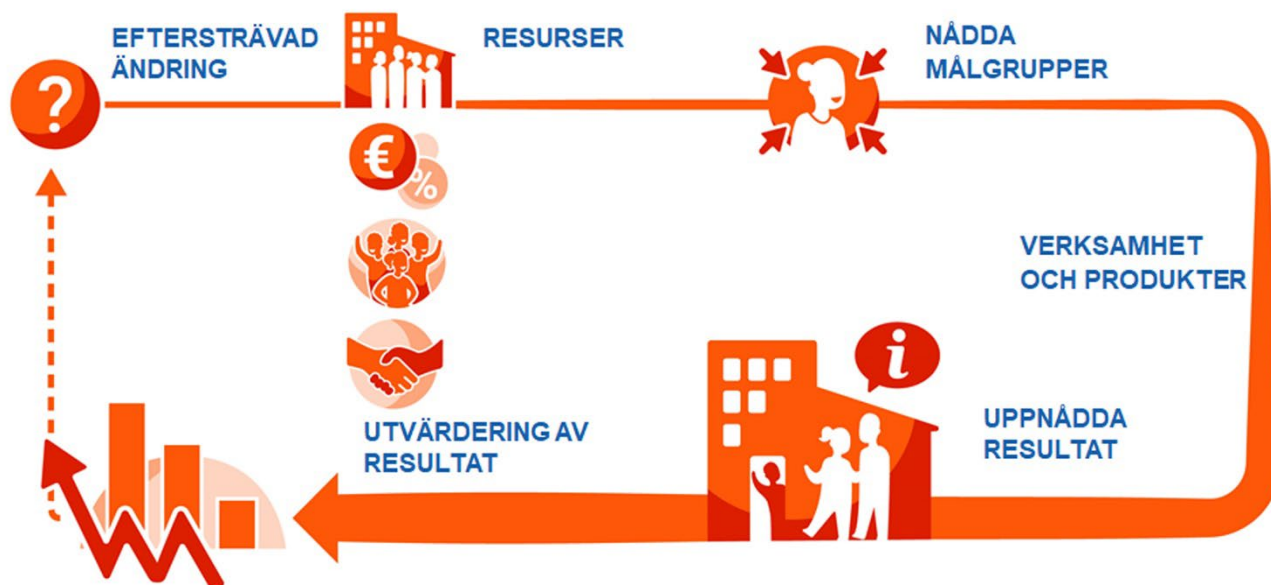 EFTERSTRÄVAD
ÄNDRING
RESURSER
NÅDDA
MÅLGRUPPER
?
€
%
VERKSAMHET
OCH PRODUKTER
i
UPPNÅDDA
RESULTAT
UTVÄRDERING AV
RESULTAT